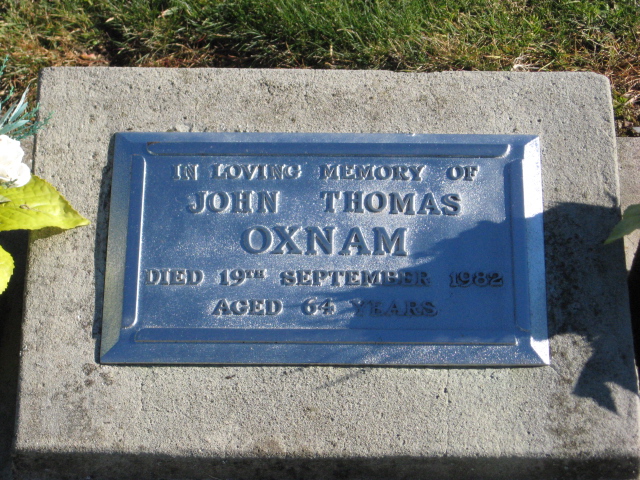 IN LOVING MEMORY OF
JOHN THOMAS
OXNAM
DIED 19TH SEPTEMBER 1982
AGED 64 YEARS